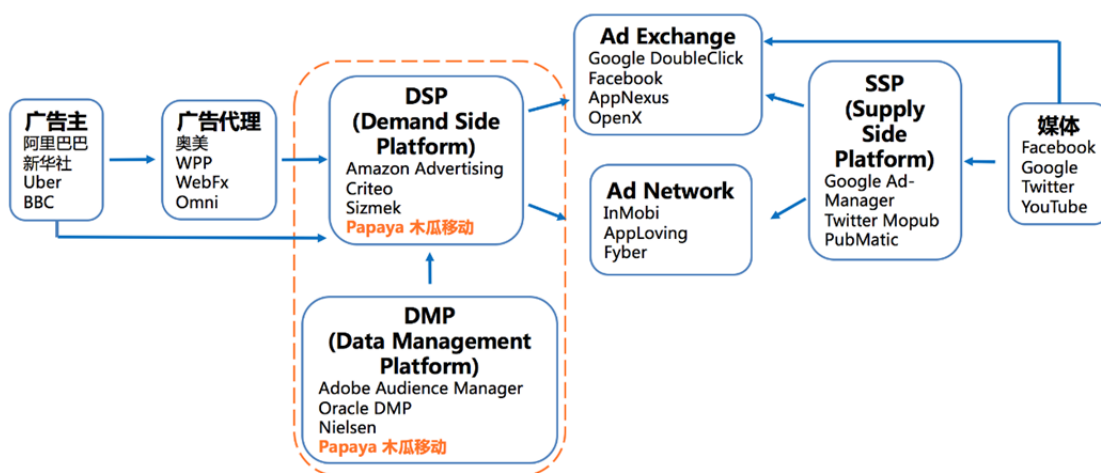 广告主
阿里巴巴
新华社
Uber
BBC
广告代理
奥美
WPP
WebFx
Omni
DSP
(Demand Side
Platform)
Amazon Advertising
Criteo
Sizmek
Papaya 木瓜移动
DMP
(Data Management
Platform)
Adobe Audience Manager
Oracle DMP
Nielsen
Papaya 木瓜移动
Ad Exchange
Google DoubleClick
Facebook
AppNexus
OpenX
Ad Network
InMobi
AppLoving
Fyber
SSP
(Supply
Side
Platform)
Google Ad-
Manager
Twitter Mopub
PubMatic
媒体
Facebook
Google
Twitter
YouTube